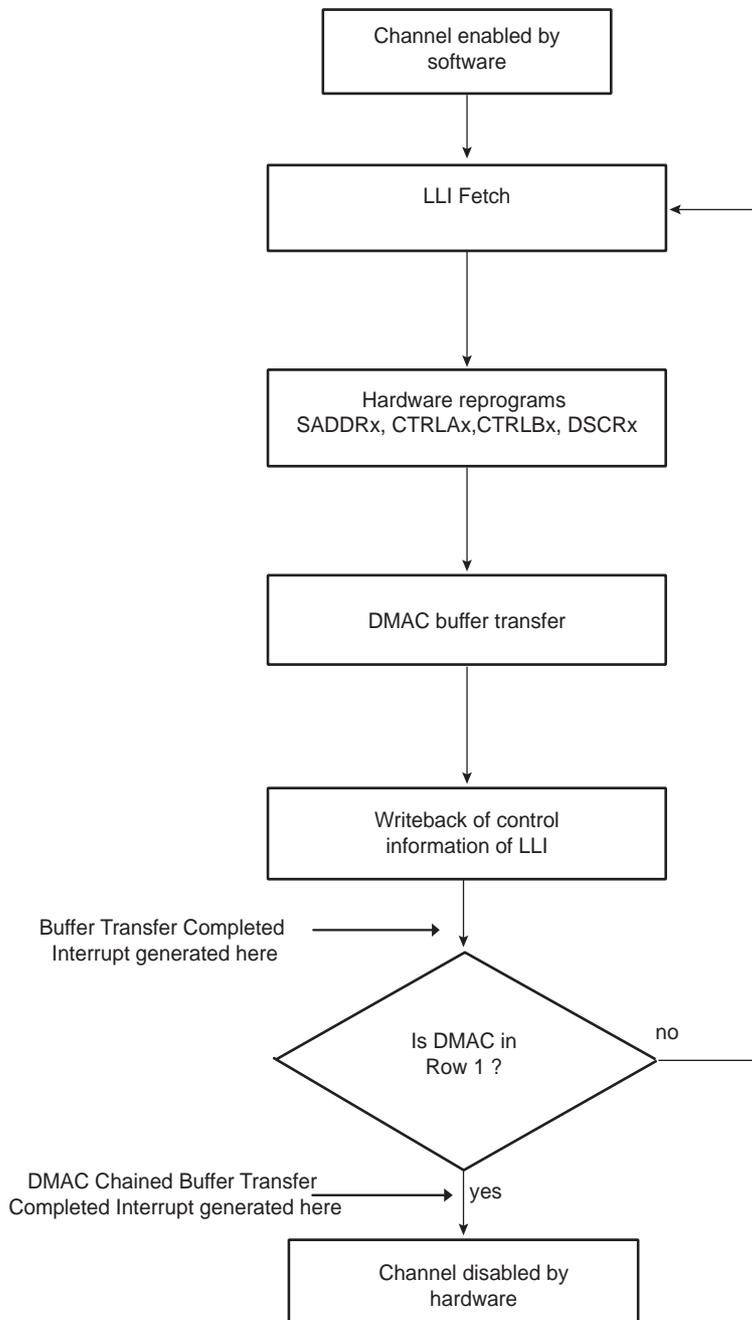 Channel enabled by
software
LLI Fetch
Hardware reprograms
SADDRx, CTRLAx,CTRLBx, DSCRx
DMAC buffer transfer
Writeback of control
information of LLI
Buffer Transfer Completed
Interrupt generated here
Is DMAC in
Row 1 ?
no
DMAC Chained Buffer Transfer
Completed Interrupt generated here
yes
Channel disabled by
hardware